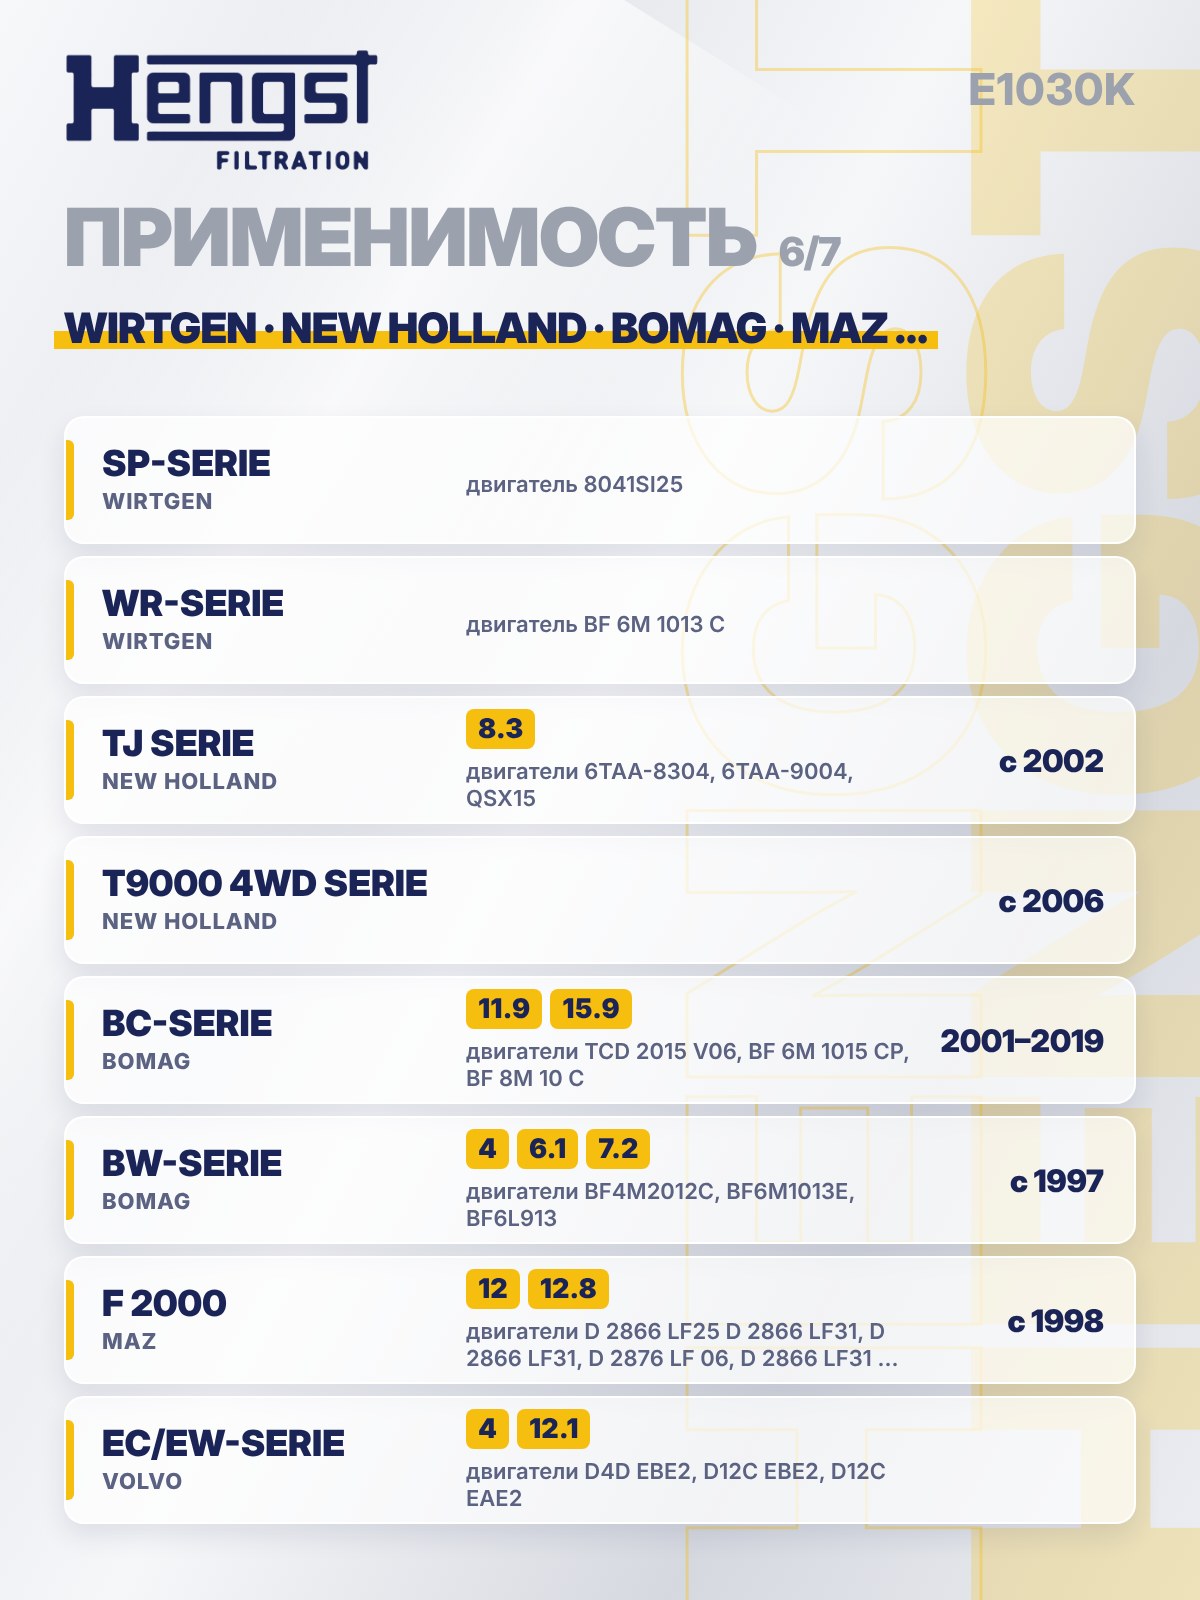 Hengst
FILTRATION
E1030K
ПРИМЕНИМОСТЬ 6/7
WIRTGEN · NEW HOLLAND · BOMAG · MAZ ...
SP-SERIE
WIRTGEN
двигатель 8041SI25
WR-SERIE
WIRTGEN
двигатель BF 6M 1013 C
TJ SERIE
NEW HOLLAND
8.3
двигатели 6TAA-8304, 6TAA-9004,
QSX15
с 2002
T9000 4WD SERIE
NEW HOLLAND
с 2006
BC-SERIE
BOMAG
11.9 15.9
двигатели TCD 2015 V06, BF 6M 1015 CP,
BF 8M 10 C
2001–2019
BW-SERIE
BOMAG
4 6.1 7.2
двигатели BF4M2012C, BF6M1013E,
BF6L913
с 1997
F 2000
MAZ
12 12.8
двигатели D 2866 LF25 D 2866 LF31, D
2866 LF31, D 2876 LF 06, D 2866 LF31 ...
с 1998
EC/EW-SERIE
VOLVO
4 12.1
двигатели D4D EBE2, D12C EBE2, D12C
EAE2
HENGST
HENGST